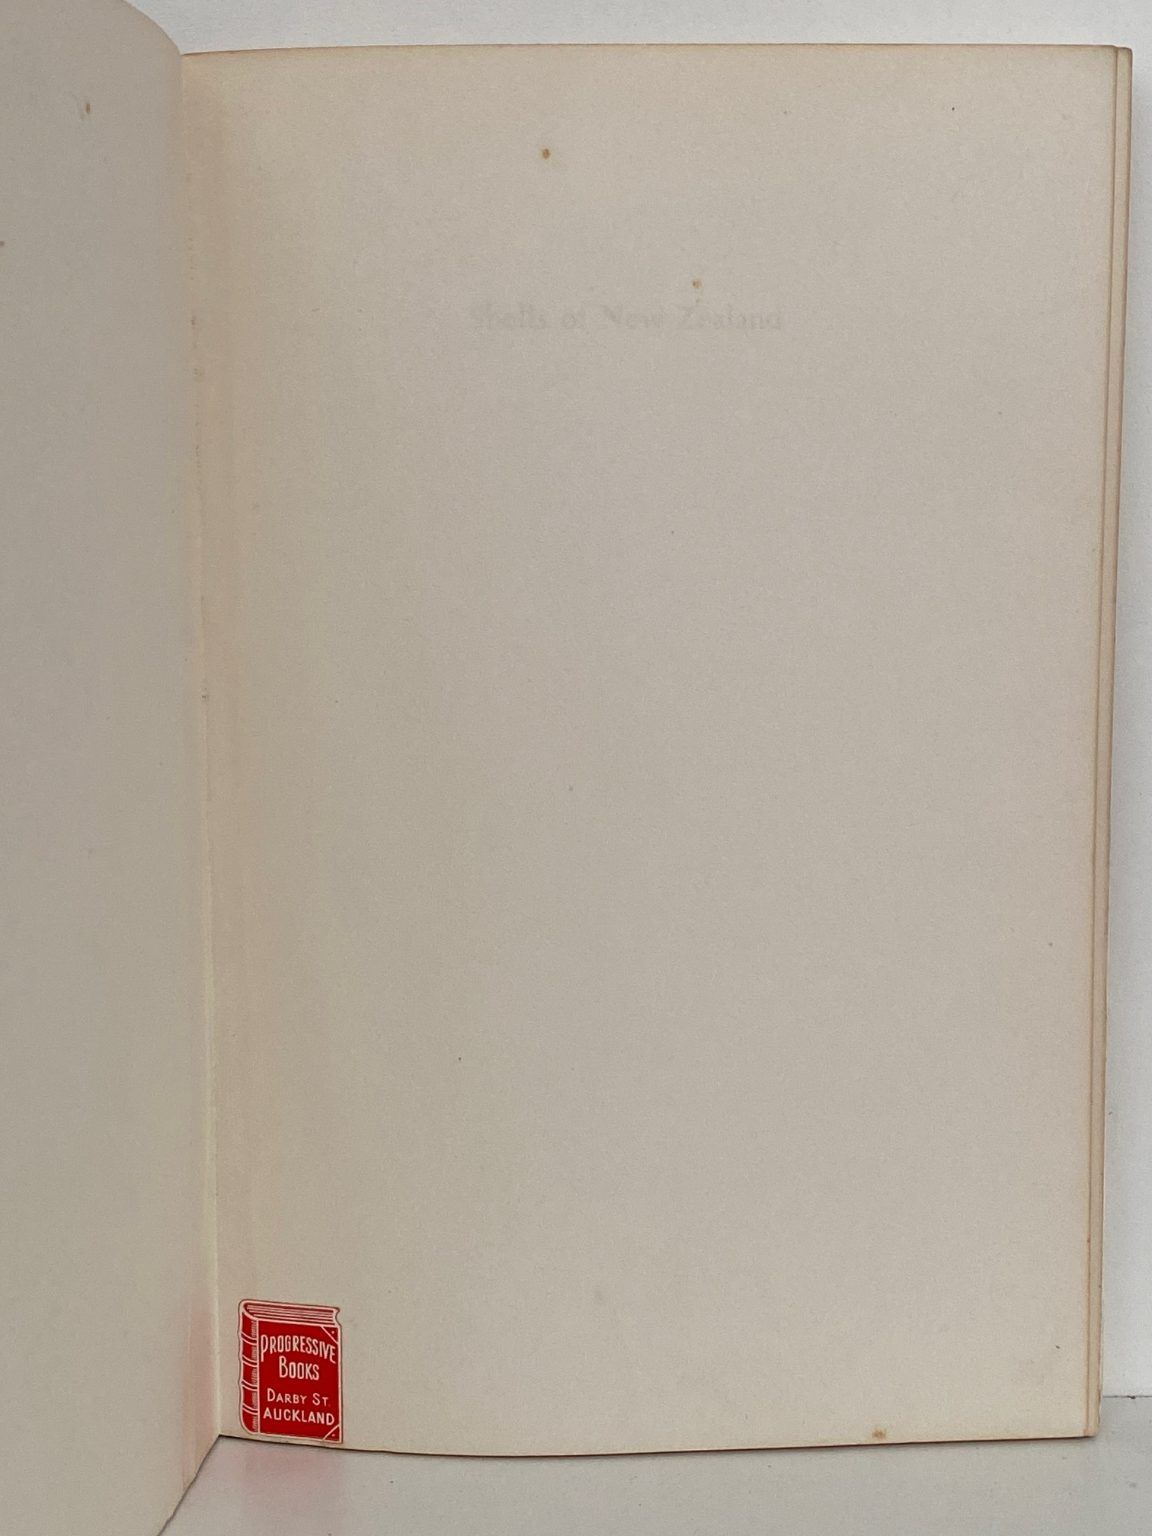 Shells of New Zealand
PROGRESSIVE
BOOKS
DARBY ST.
AUCKLAND